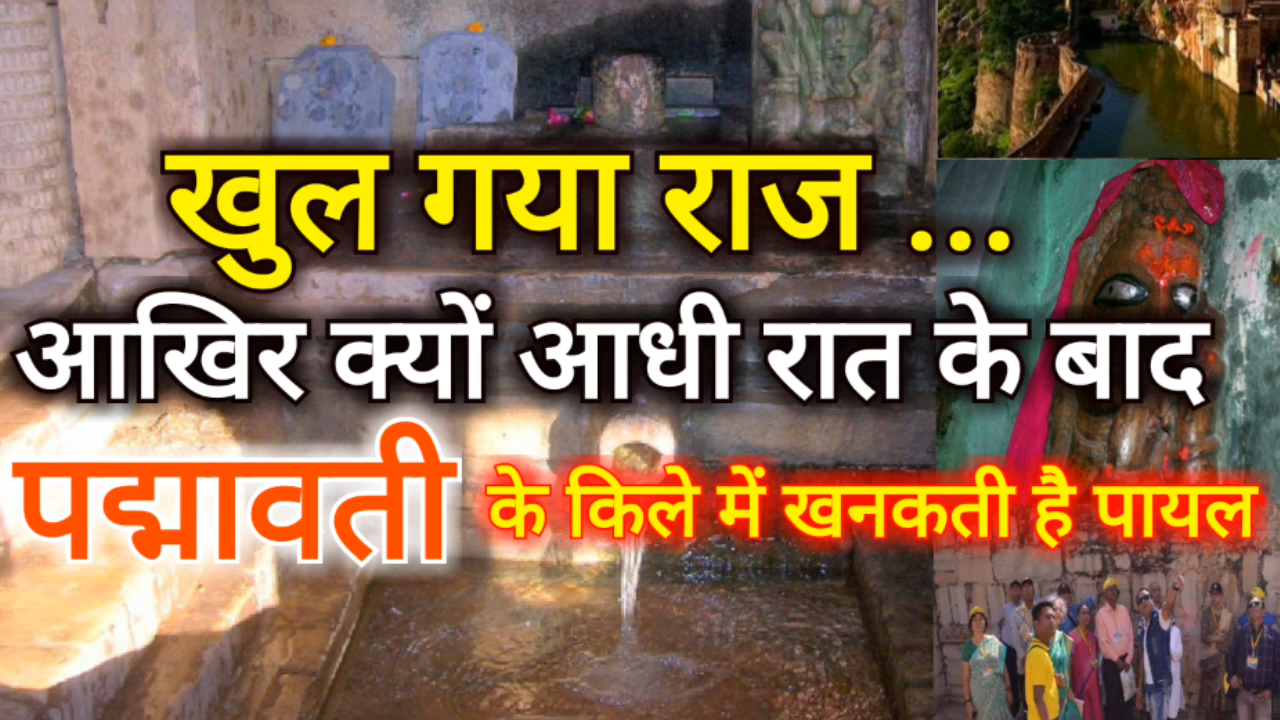 खुल गया राज ...
आखिर क्यों आधी रात के बाद
पद्मावती के किले में खनकती है पायल